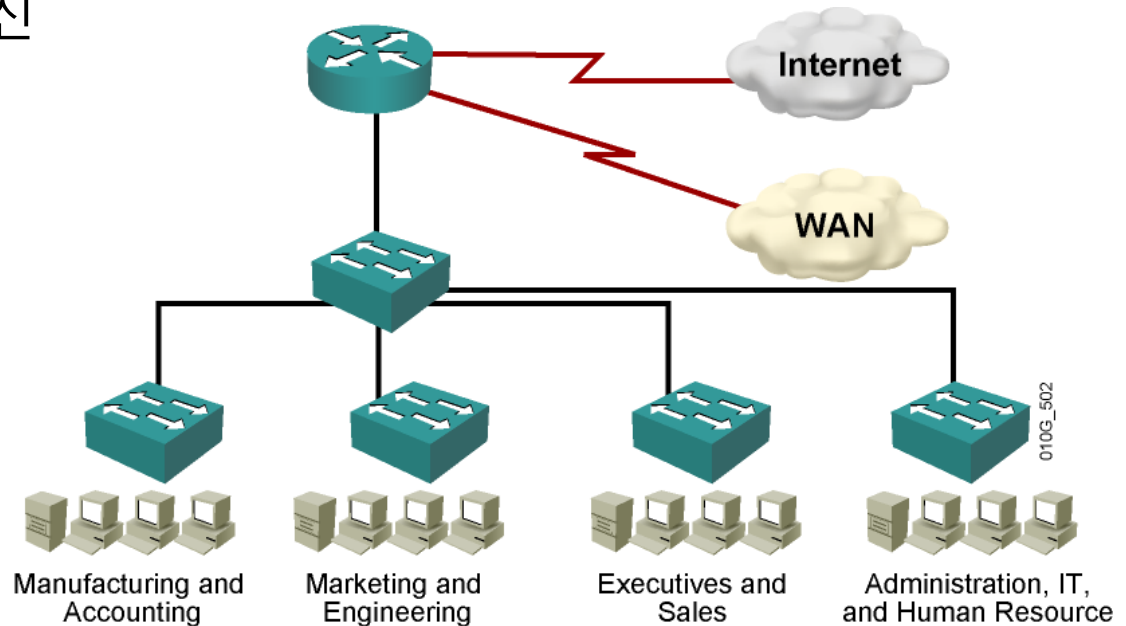 Internet
WAN
010G_502
Manufacturing and
Accounting
Marketing and
Engineering
Executives and
Sales
Administration, IT,
and Human Resource